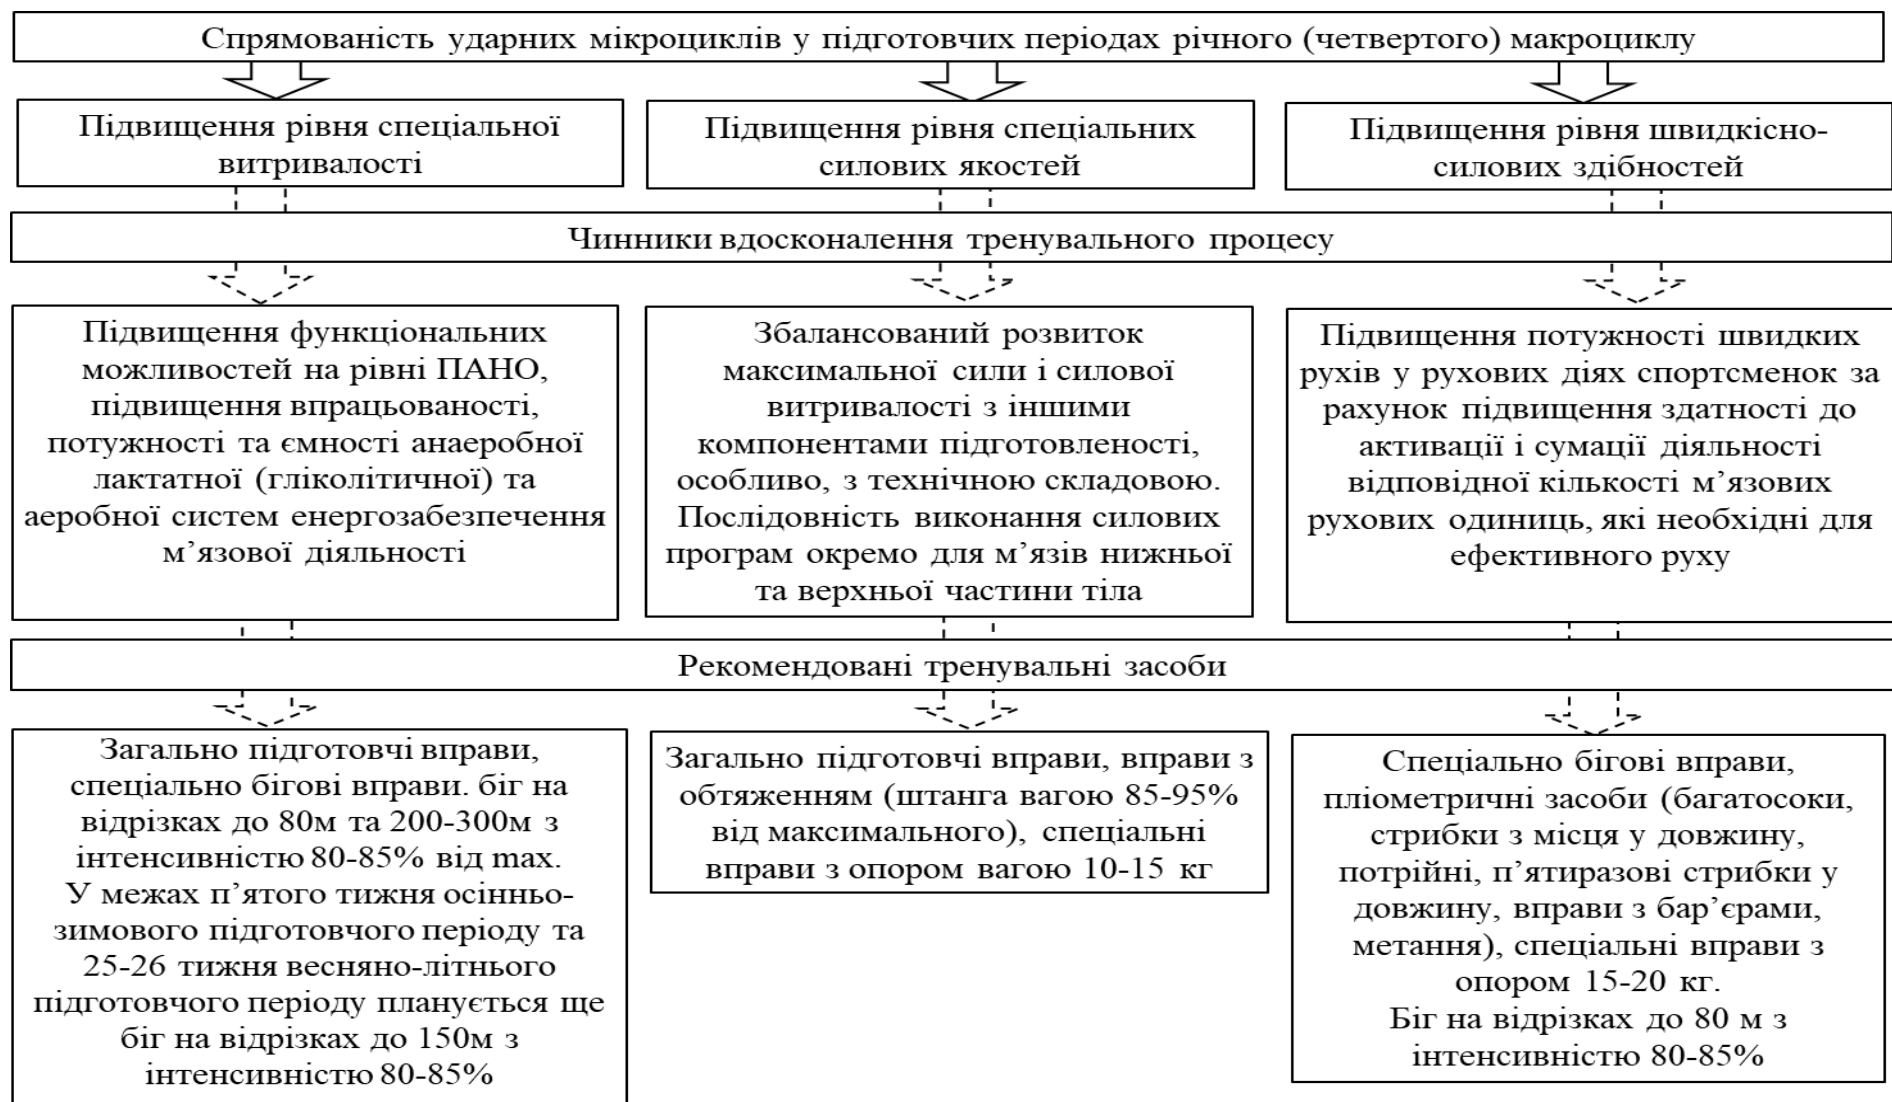 Спрямованість ударних мікроциклів у підготовчих періодах річного (четвертого) макроциклу
Підвищення рівня спеціальної
витривалості
Підвищення рівня спеціальних
силових якостей
Підвищення рівня швидкісно-
силових здібностей
Чинники вдосконалення тренувального процесу
Підвищення функціональних
можливостей на рівні ПАНО,
підвищення впрацьованості,
потужності та ємності анаеробної
лактатної (гліколітичної) та
аеробної систем енергозабезпечення
м’язової діяльності
Збалансований розвиток
максимальної сили і силової
витривалості з іншими
компонентами підготовленості,
особливо, з технічною складовою.
Послідовність виконання силових
програм окремо для м’язів нижньої
та верхньої частини тіла
Підвищення потужності швидких
рухів у рухових діях спортсменок за
рахунок підвищення здатності до
активації і сумації діяльності
відповідної кількості м’язових
рухових одиниць, які необхідні для
ефективного руху
Рекомендовані тренувальні засоби
Загально підготовчі вправи,
спеціально бігові вправи. біг на
відрізках до 80м та 200-300м з
інтенсивністю 80-85% від max.
У межах п’ятого тижня осінньо-
зимового підготовчого періоду та
25-26 тижня весняно-літнього
підготовчого періоду планується ще
біг на відрізках до 150м з
інтенсивністю 80-85%
Загально підготовчі вправи, вправи з
обтяженням (штанга вагою 85-95%
від максимального), спеціальні
вправи з опором вагою 10-15 кг
Спеціально бігові вправи,
пліометричні засоби (багатосоки,
стрибки з місця у довжину,
потрійні, п’ятиразові стрибки у
довжину, вправи з бар’єрами,
метання), спеціальні вправи з
опором 15-20 кг.
Біг на відрізках до 80 м з
інтенсивністю 80-85%